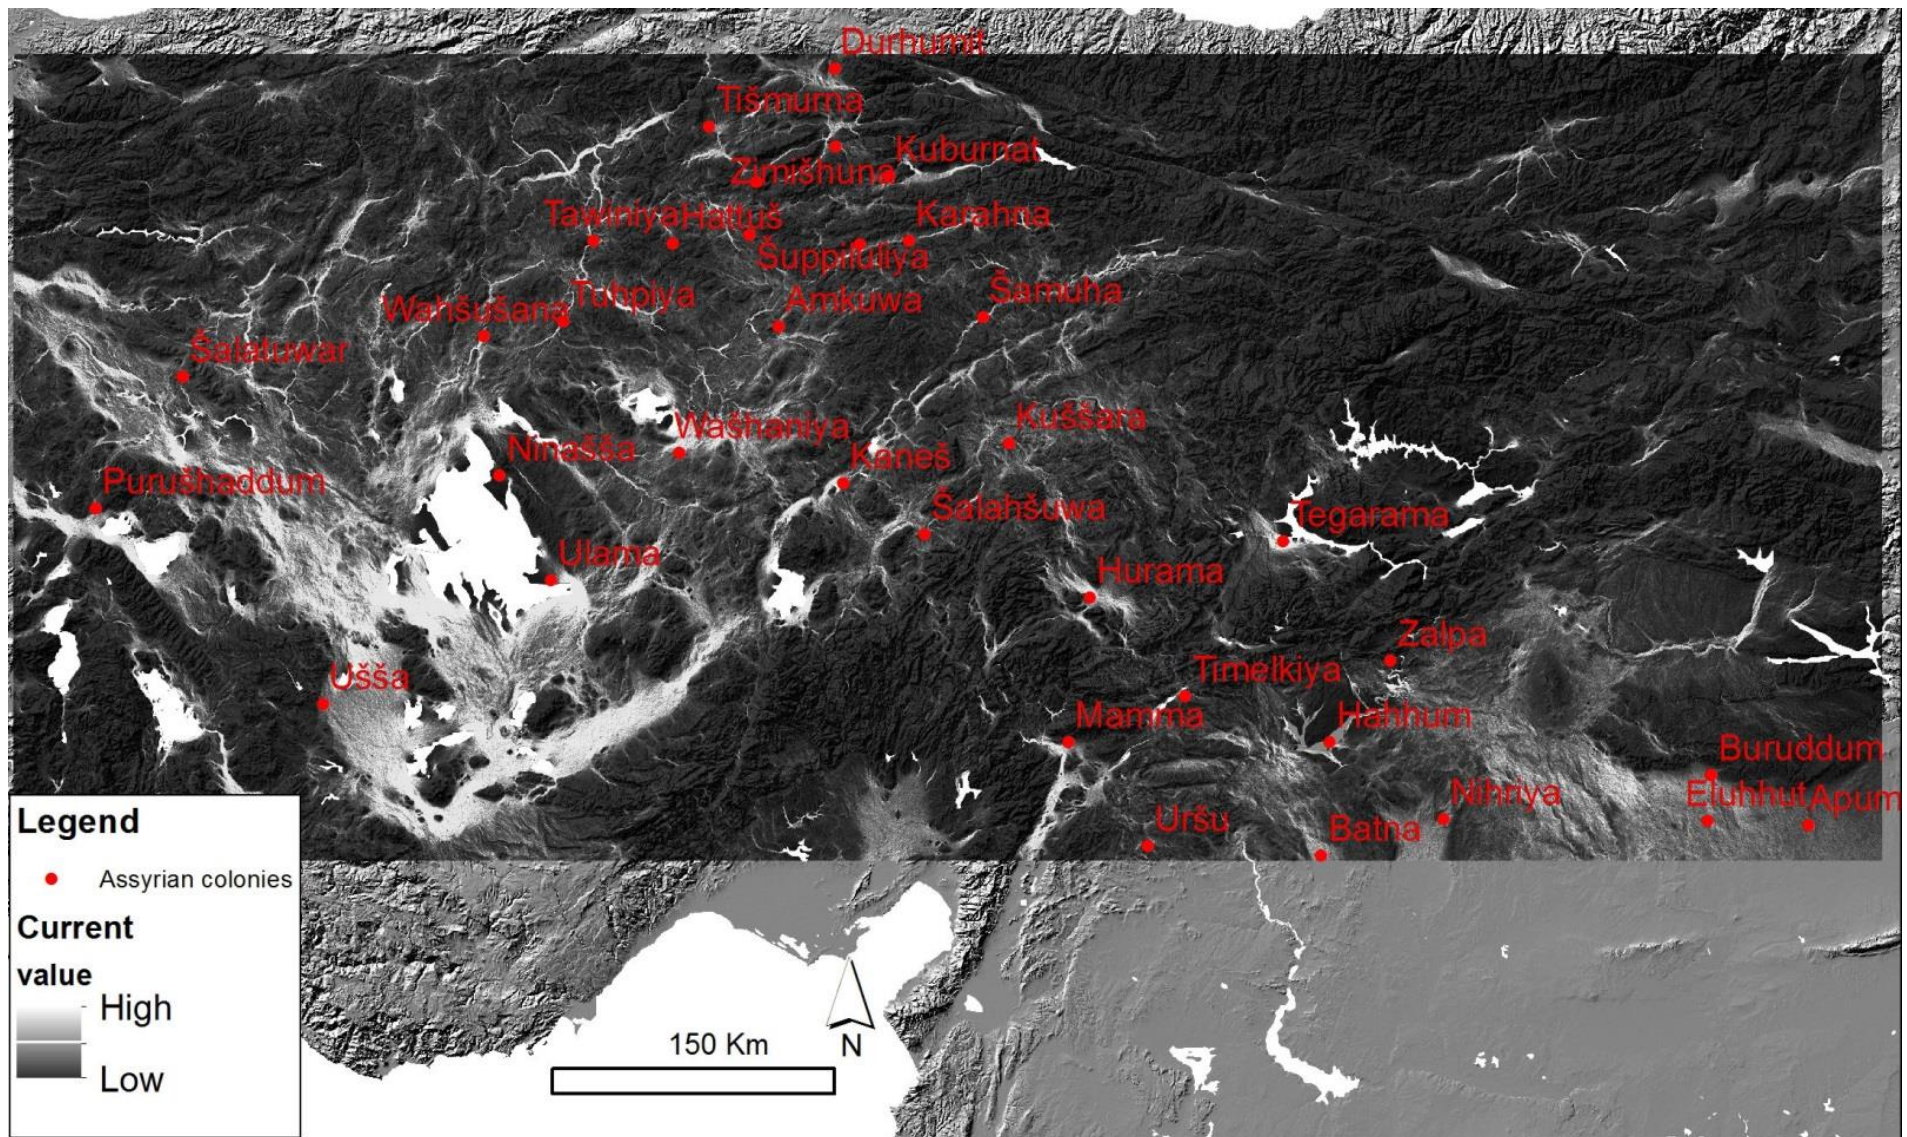 Durhumit
Tišmurna
Kuburnat
Zimišhuna
Tawiniya
Hattuš
Karahna
Šuppiluliya
Šamuha
Tuhpiya
Amkuwa
Wahšušana
Šalatuwar
Kuššara
Wašhaniya
Ninašša
Kaneš
Purušhaddum
Šalahšuwa
Tegarama
Ulama
Hurama
Zalpa
Timelkiya
Ušša
Mamma
Hahhum
Buruddum
Nihriya
Eluhhut
Apum
Uršu
Batna
Legend
Assyrian colonies
Current
value
High
Low
150 Km
N